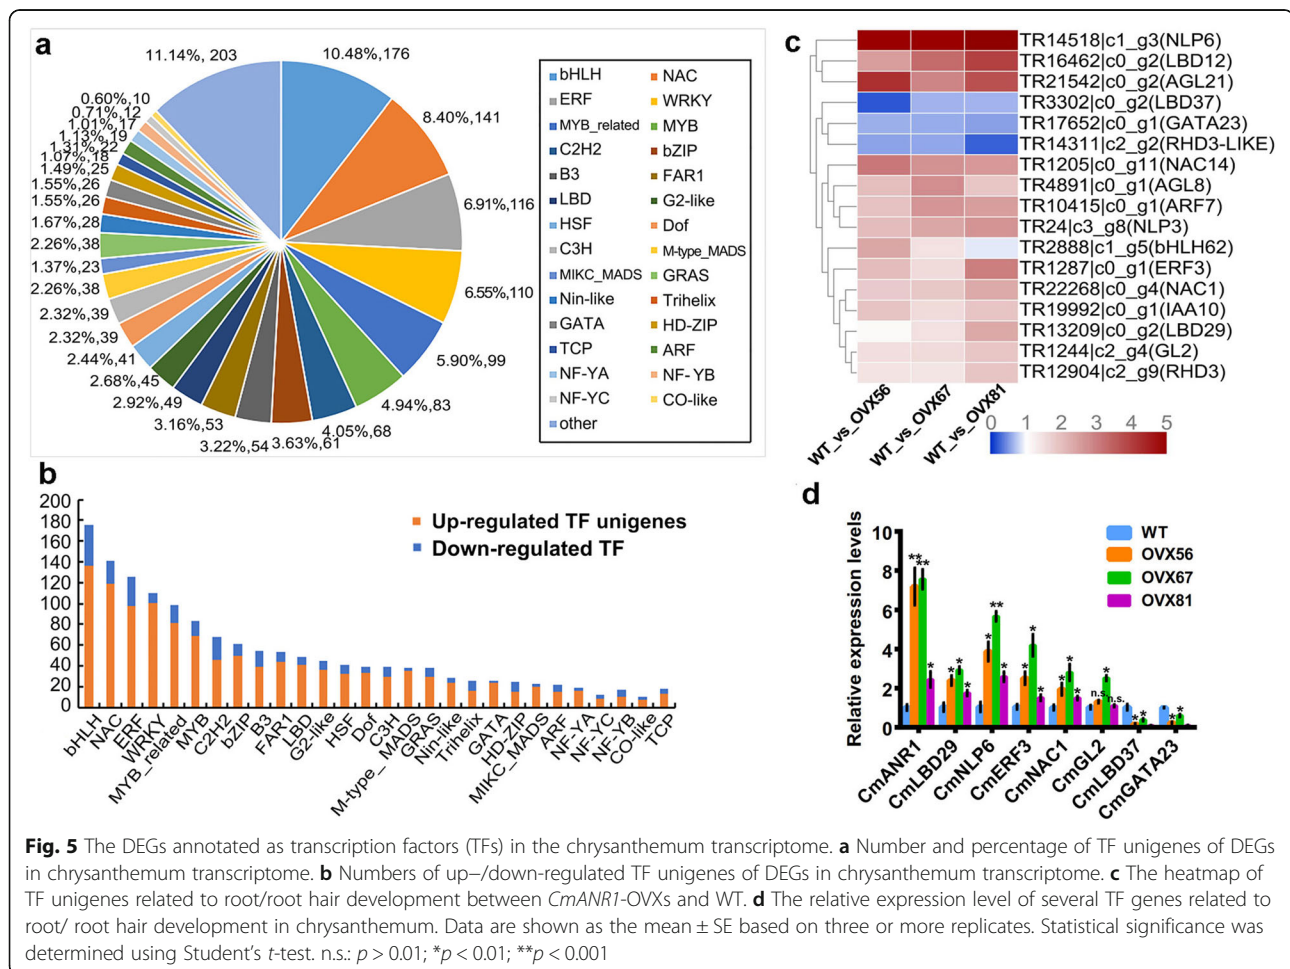 a
11.14%, 203
10.48%,176
8.40%,141
6.91%,116
6.55%,110
5.90%,99
4.94%,83
4.05%,68
3.63%,61
3.22%,54
3.16%,53
2.92%,49
2.68%,45
2.44%,41
2.32%,39
2.32%,39
2.26%,38
1.37%,23
2.26%,38
1.67%,28
1.55%,26
1.55%,26
1.49%,25
1.07%,18
1.31%,22
1.13%,19
1.01%,17
0.71%,12
0.60%,10
bHLH
NAC
ERF
WRKY
MYB_related
MYB
C2H2
bZIP
B3
FAR1
LBD
G2-like
HSF
Dof
C3H
M-type_MADS
MIKC_MADS
GRAS
Nin-like
Trihelix
GATA
HD-ZIP
TCP
ARF
NF-YA
NF-YB
NF-YC
CO-like
other
b
200
180
160
140
120
100
80
60
40
20
0
Up-regulated TF unigenes
Down-regulated TF
bHLH
NAC
ERF
WRKY
MYB_related
MYB
C2H2
bZIP
B3
FAR1
LBD
G2-like
HSF
Dof
C3H
M-type_ MADS
GRAS
Nin-like
Trihelix
GATA
HD-ZIP
MIKC_MADS
ARF
NF-YA
NF-YC
NF-YB
CO-like
TCP
c
TR14518|c1_g3(NLP6)
TR16462|c0_g2(LBD12)
TR21542|c0_g2(AGL21)
TR3302|c0_g2(LBD37)
TR17652|c0_g1(GATA23)
TR14311|c2_g2(RHD3-LIKE)
TR1205|c0_g11(NAC14)
TR4891|c0_g1(AGL8)
TR10415|c0_g1(ARF7)
TR24|c3_g8(NLP3)
TR2888|c1_g5(bHLH62)
TR1287|c0_g1(ERF3)
TR22268|c0_g4(NAC1)
TR19992|c0_g1(IAA10)
TR13209|c0_g2(LBD29)
TR1244|c2_g4(GL2)
TR12904|c2_g9(RHD3)
WT_vs_OVX56
WT_vs_OVX67
WT_vs_OVX81
0 1 2 3 4 5
d
Relative expression levels
10
8
6
4
2
0
WT
OVX56
OVX67
OVX81
** ** *
* * *
* ** *
* * *
* * *
n.s. * n.s.
* *
* *
CmANR1
CmLBD29
CmNLP6
CmERF3
CmNAC1
CmGL2
CmLBD37
CmGATA23
Fig. 5 The DEGs annotated as transcription factors (TFs) in the chrysanthemum transcriptome. a Number and percentage of TF unigenes of DEGs
in chrysanthemum transcriptome. b Numbers of up−/down-regulated TF unigenes of DEGs in chrysanthemum transcriptome. c The heatmap of
TF unigenes related to root/root hair development between CmANR1-OVXs and WT. d The relative expression level of several TF genes related to
root/ root hair development in chrysanthemum. Data are shown as the mean ± SE based on three or more replicates. Statistical significance was
determined using Student's t-test. n.s.: p > 0.01; *p < 0.01; **p < 0.001